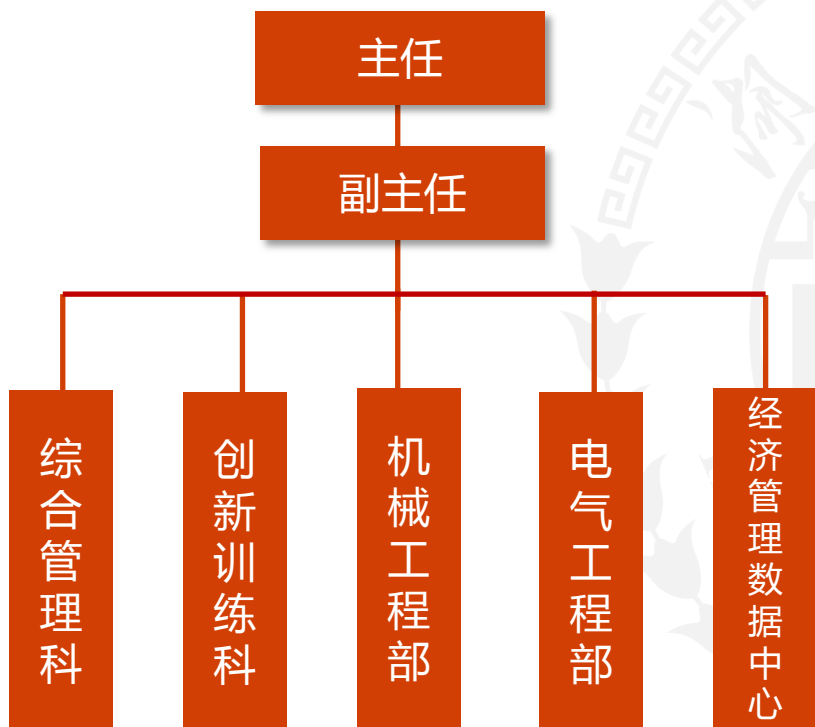 主任
副主任
综合管理科
创新训练科
机械工程部
电气工程部
经济管理数据中心